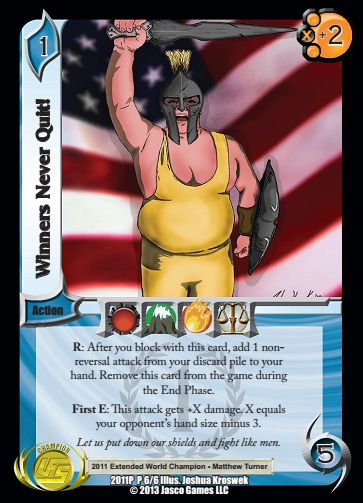 1
+2
Winners Never Quit!
Action
R: After you block with this card, add 1 non-
reversal attack from your discard pile to your
hand. Remove this card from the game during
the End Phase.
First E: This attack gets +X damage. X equals
your opponent's hand size minus 3.
Let us put down our shields and fight like men.
CHAMPION
UFS
2011 Extended World Champion - Matthew Turner
5
2011P P 6/6 Illus. Joshua Kroswek
© 2013 Jasco Games LLC